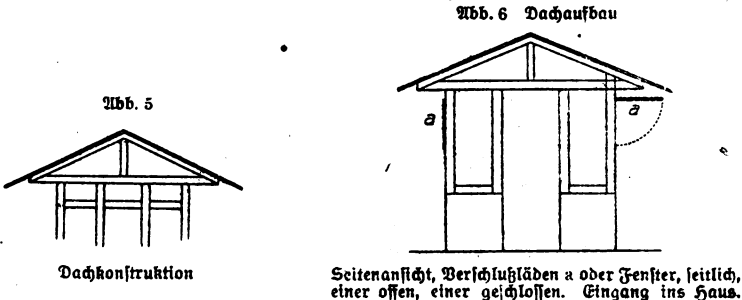 Abb. 5
Dachkonstruktion
Abb. 6 Dachaufbau
a
a
Seitenansicht, Verschlußläden a oder Fenster, seitlich,
einer offen, einer geschlossen. Eingang ins Haus.